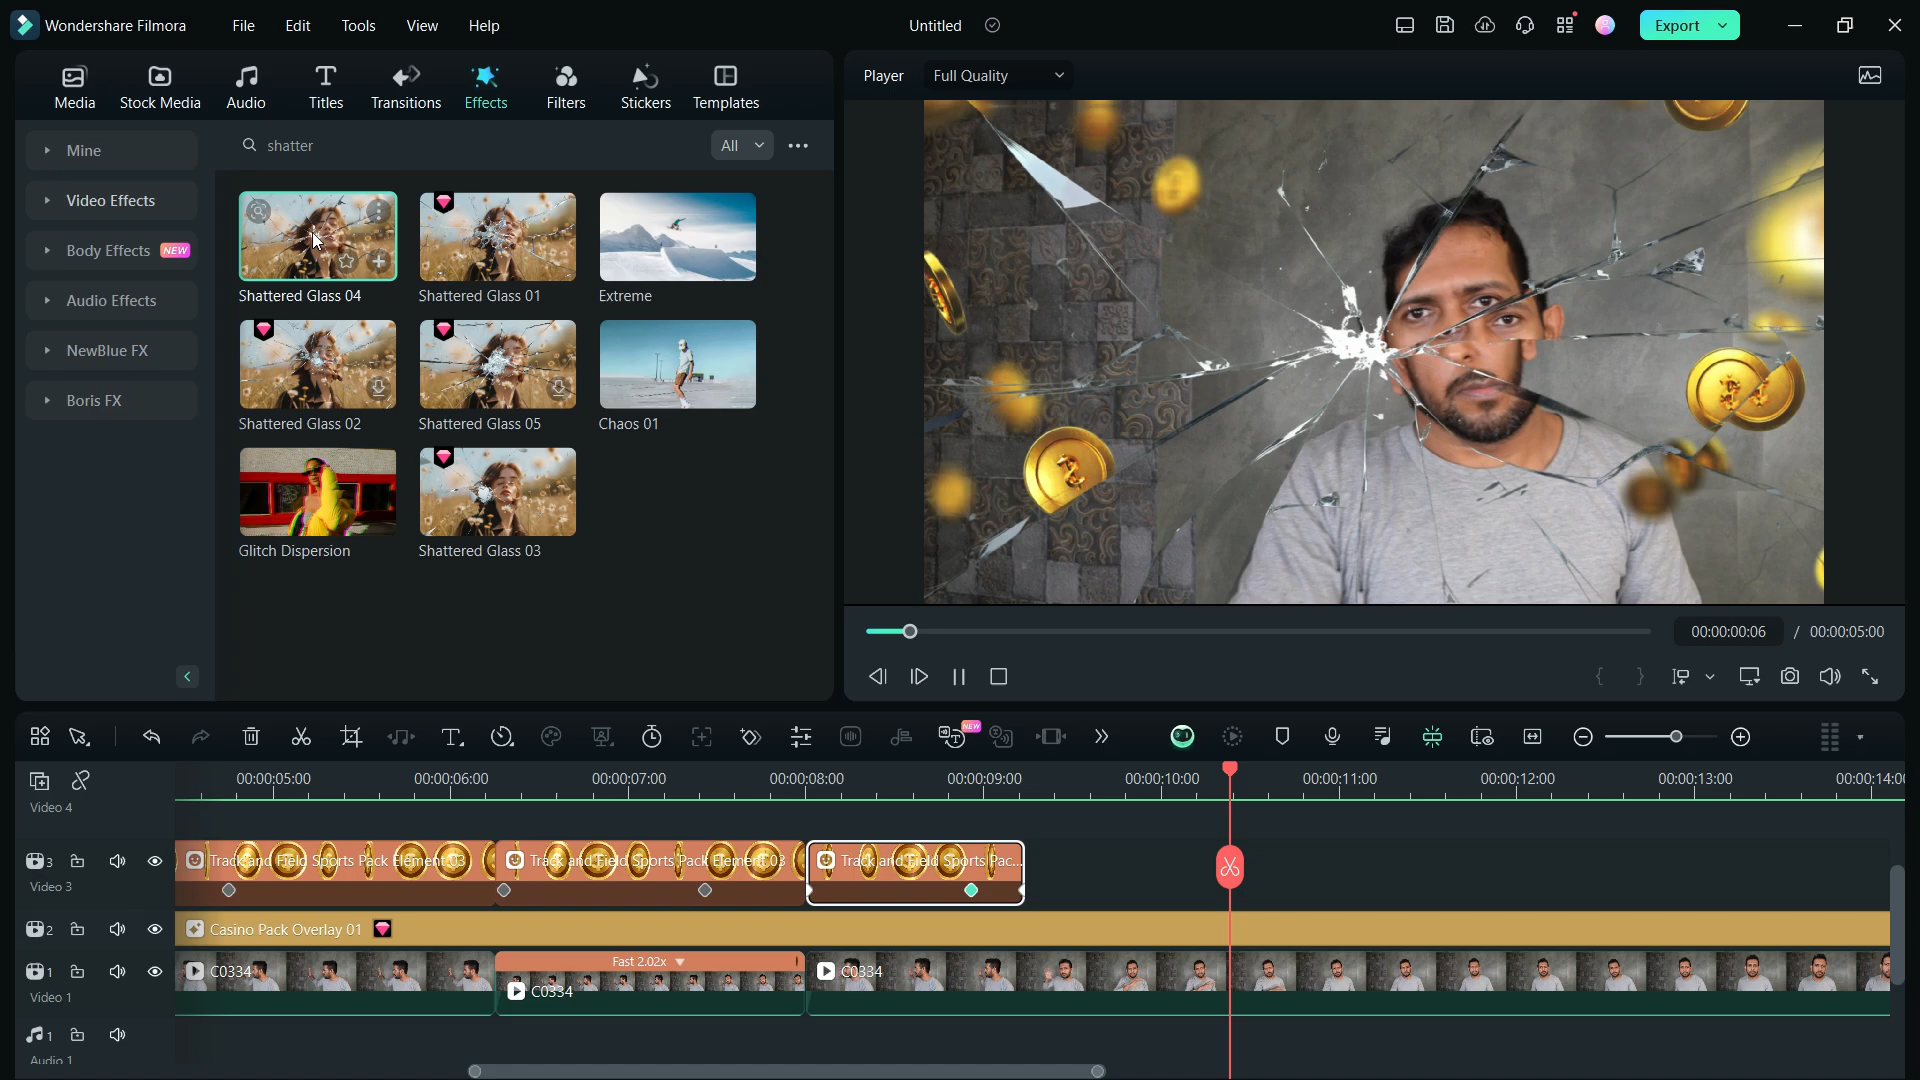 Wondershare Filmora
File
Edit
Tools
View
Help
Untitled
Export
Media
Stock Media
Audio
Titles
Transitions
Effects
Filters
Stickers
Templates
Player
Full Quality
Mine
Video Effects
Body Effects NEW
Audio Effects
NewBlue FX
Boris FX
shatter
All
Shattered Glass 04
Shattered Glass 01
Extreme
Shattered Glass 02
Shattered Glass 05
Chaos 01
Glitch Dispersion
Shattered Glass 03
00:00:00:06 / 00:00:05:00
NEW
00:00:05:00
00:00:06:00
00:00:07:00
00:00:08:00
00:00:09:00
00:00:10:00
00:00:11:00
00:00:12:00
00:00:13:00
00:00:14:0
Video 4
3
Video 3
Track and Field Sports Pack Element 03
Track and Field Sports Pack Element 03
Track and Field Sports Pac...
2
Casino Pack Overlay 01
1
Video 1
C0334
Fast 2.02x
C0334
C0334
1
Audio 1